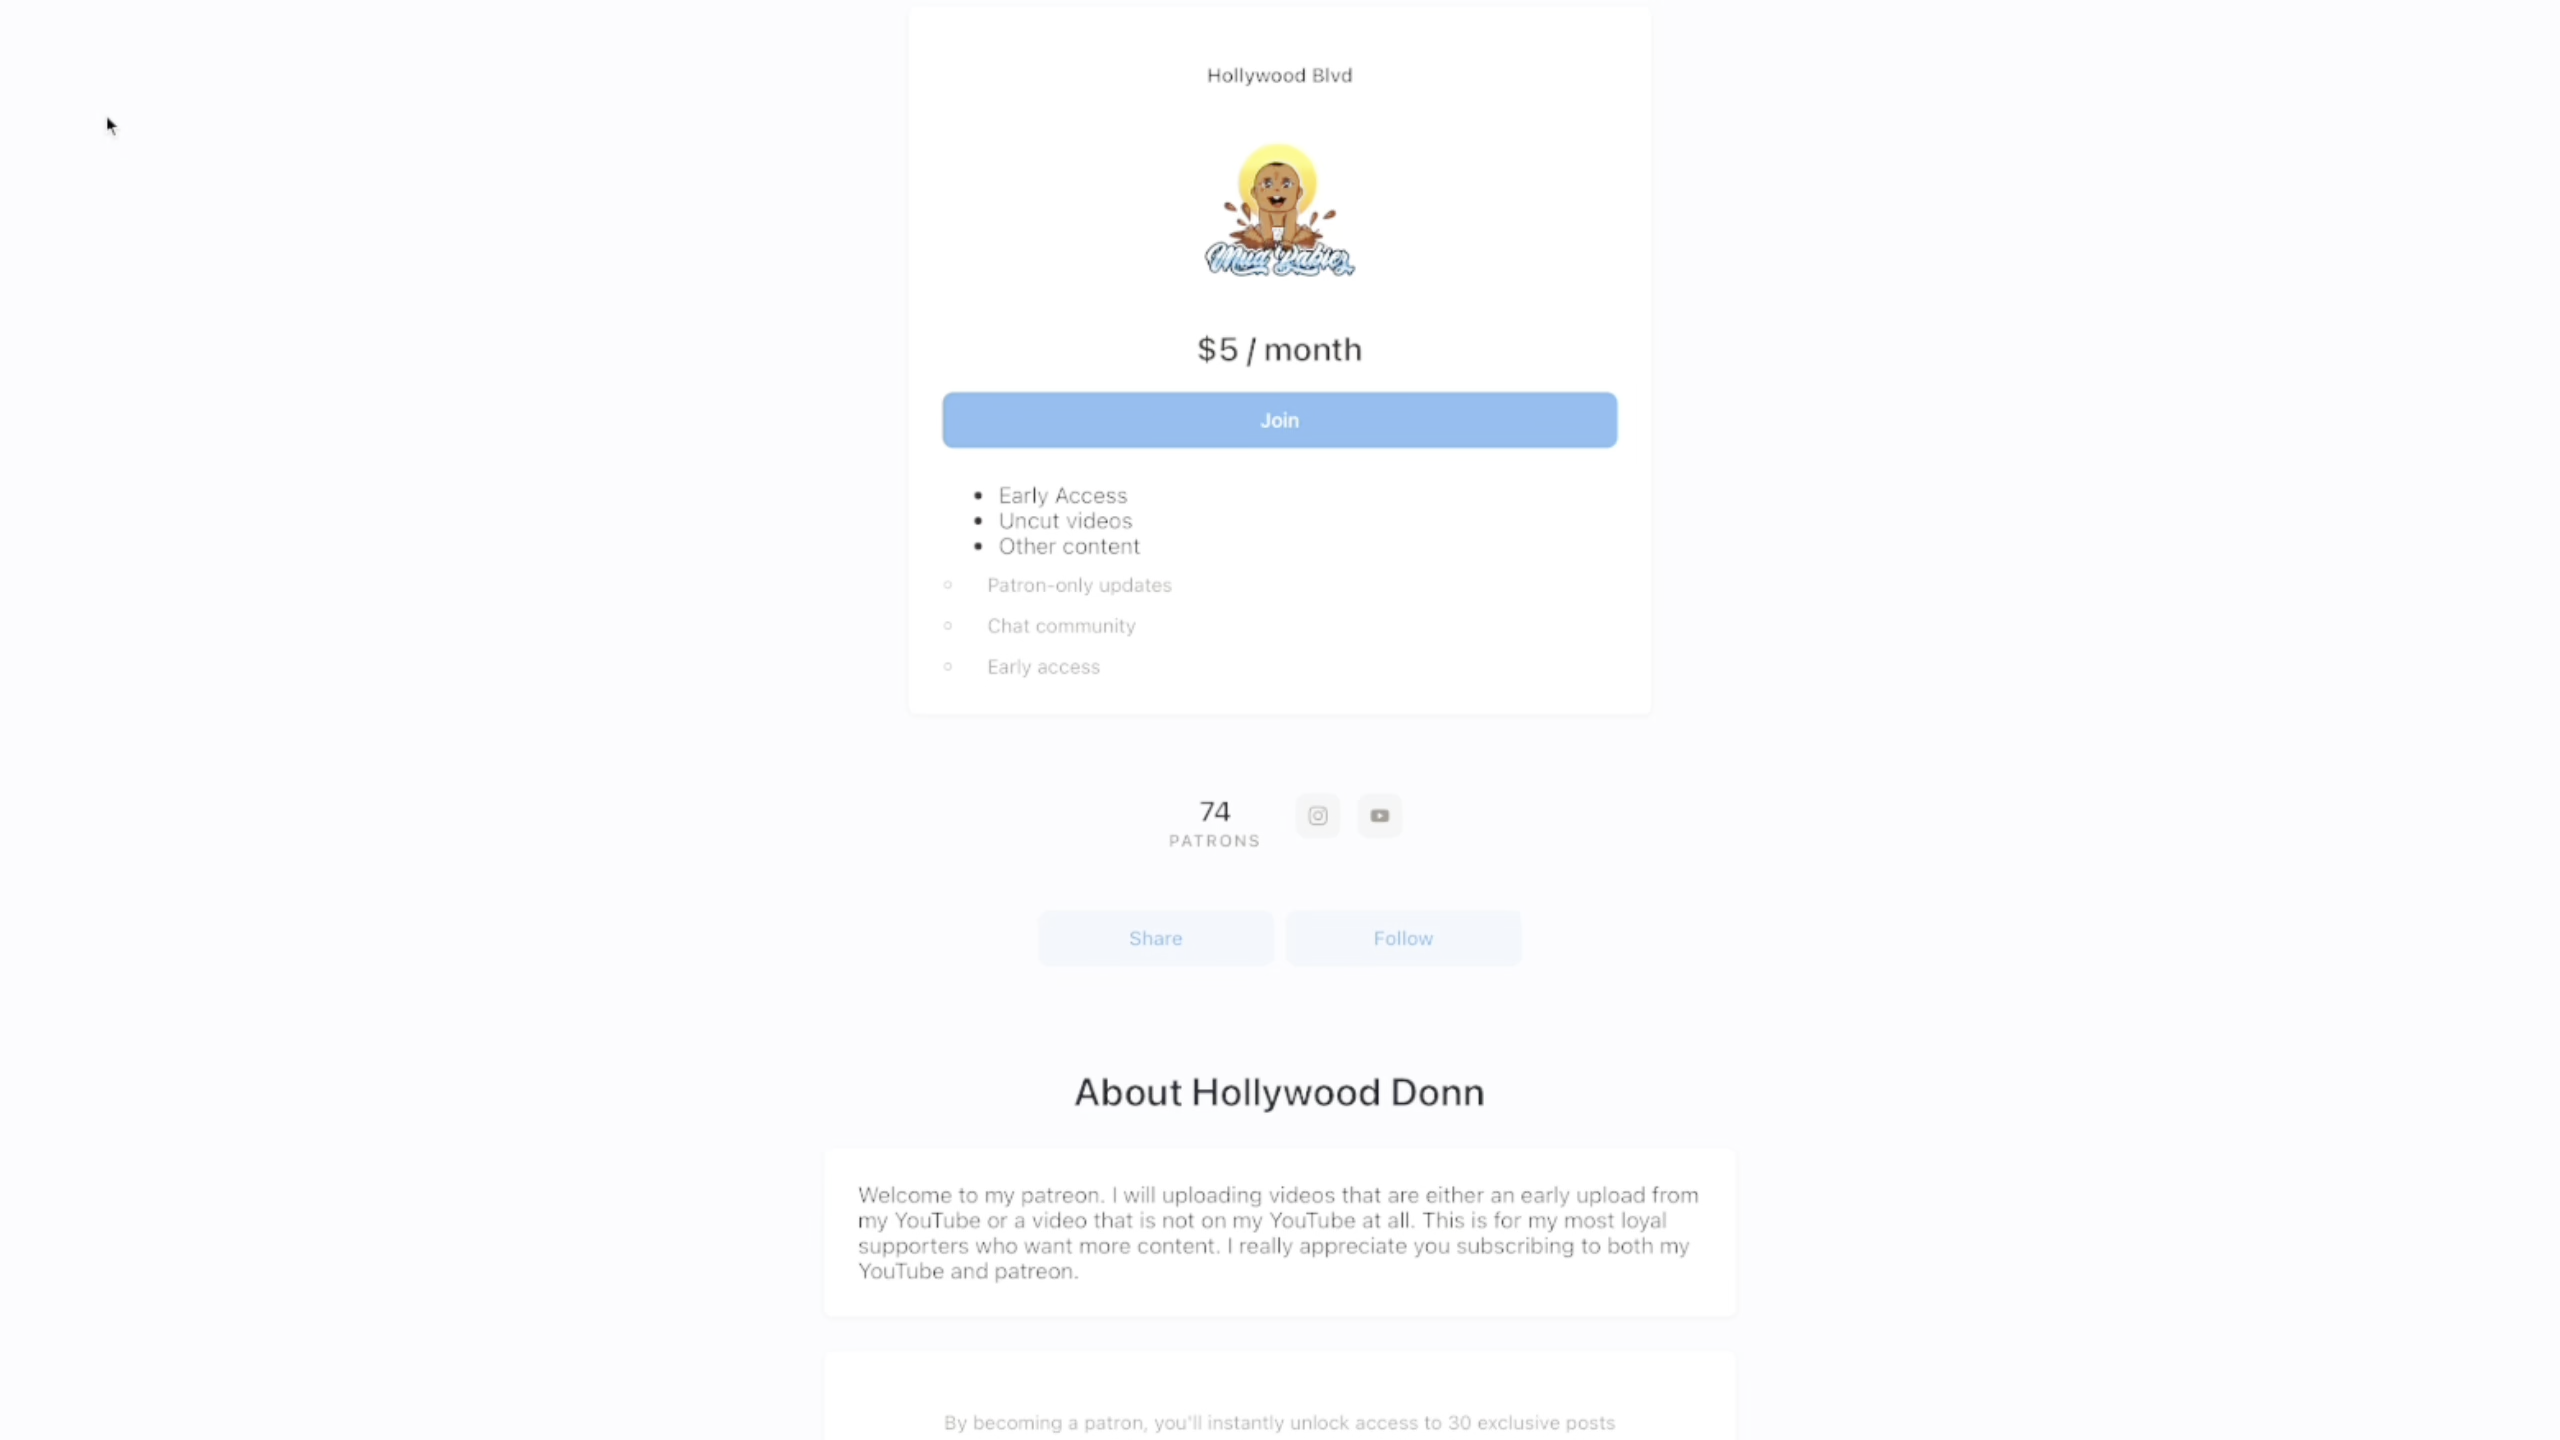 Hollywood Blvd
Mud Babies
$5 / month
Join
Early Access
Uncut videos
Other content
Patron-only updates
Chat community
Early access
74
PATRONS
Share
Follow
About Hollywood Donn
Welcome to my patreon. I will uploading videos that are either an early upload from
my YouTube or a video that is not on my YouTube at all. This is for my most loyal
supporters who want more content. I really appreciate you subscribing to both my
YouTube and patreon.
By becoming a patron, you'll instantly unlock access to 30 exclusive posts